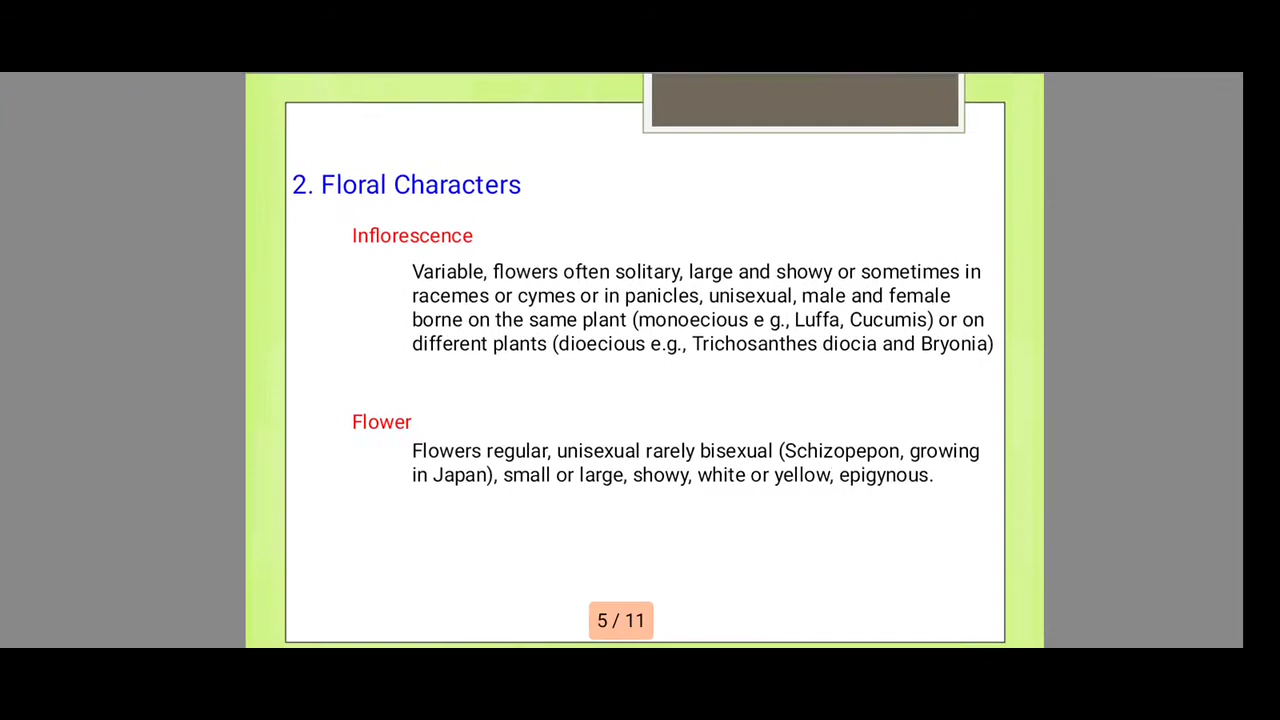 2. Floral Characters
Inflorescence
Variable, flowers often solitary, large and showy or sometimes in
racemes or cymes or in panicles, unisexual, male and female
borne on the same plant (monoecious e g., Luffa, Cucumis) or on
different plants (dioecious e.g., Trichosanthes diocia and Bryonia)
Flower
Flowers regular, unisexual rarely bisexual (Schizopepon, growing
in Japan), small or large, showy, white or yellow, epigynous.
5 / 11